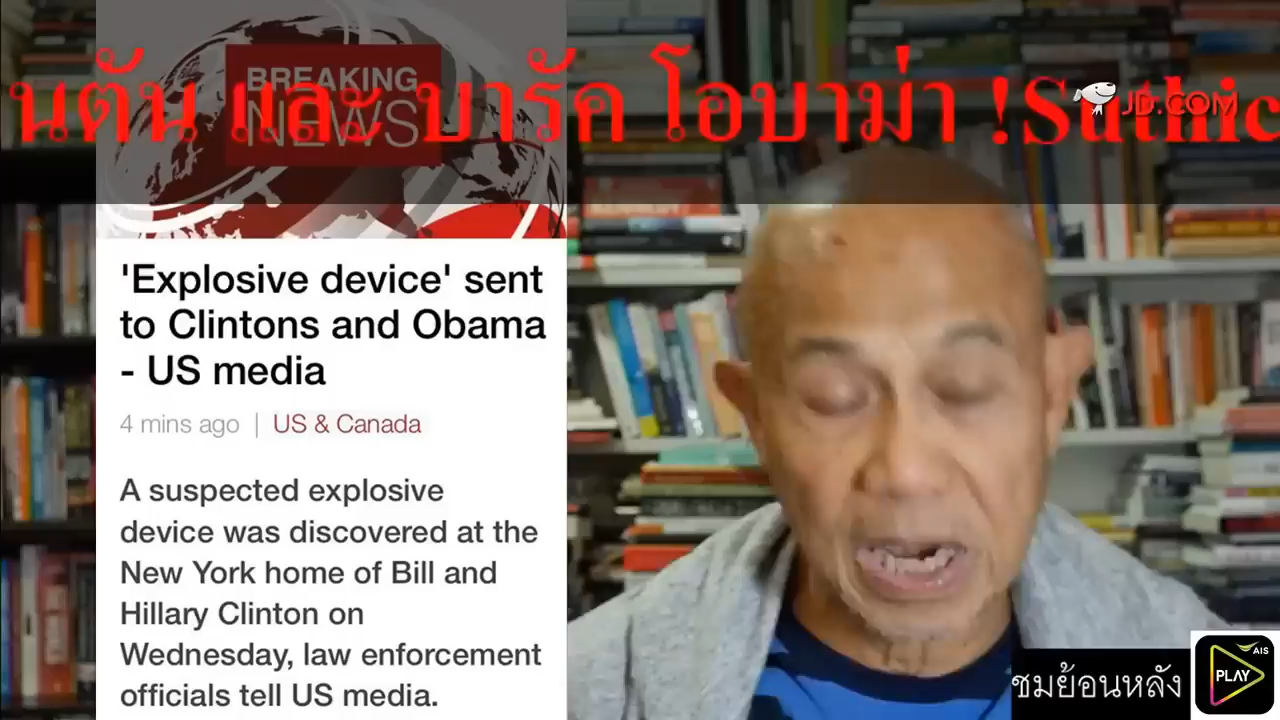 นตัน และ บารัค โอบาม่า !Suthic
BREAKING
NEWS
JD.COM
'Explosive device' sent
to Clintons and Obama
- US media
4 mins ago | US & Canada
A suspected explosive
device was discovered at the
New York home of Bill and
Hillary Clinton on
Wednesday, law enforcement
officials tell US media.
ชมย้อนหลัง
AIS
PLAY